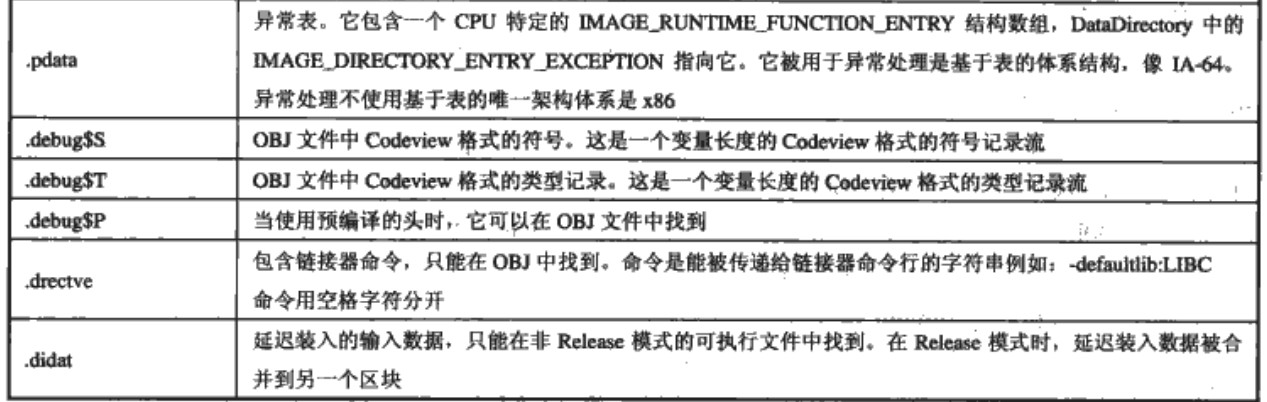 异常表。它包含一个 CPU 特定的 IMAGE_RUNTIME_FUNCTION_ENTRY 结构数组，DataDirectory 中的
.pdata
IMAGE_DIRECTORY_ENTRY_EXCEPTION 指向它。它被用于异常处理是基于表的体系结构，像 IA-64。
异常处理不使用基于表的唯一架构体系是 x86
.debug$S
OBJ 文件中 Codeview 格式的符号。这是一个变量长度的 Codeview 格式的符号记录流
.debug$T
OBJ 文件中 Codeview 格式的类型记录。这是一个变量长度的 Codeview 格式的类型记录流
.debug$P
当使用预编译的头时，它可以在 OBJ 文件中找到
.drectve
包含链接器命令，只能在 OBJ 中找到。命令是能被传递给链接器命令行的字符串例如：-defaultlib:LIBC
命令用空格字符分开
.didat
延迟装入的输入数据，只能在非 Release 模式的可执行文件中找到。在 Release 模式时，延迟装入数据被合
并到另一个区块